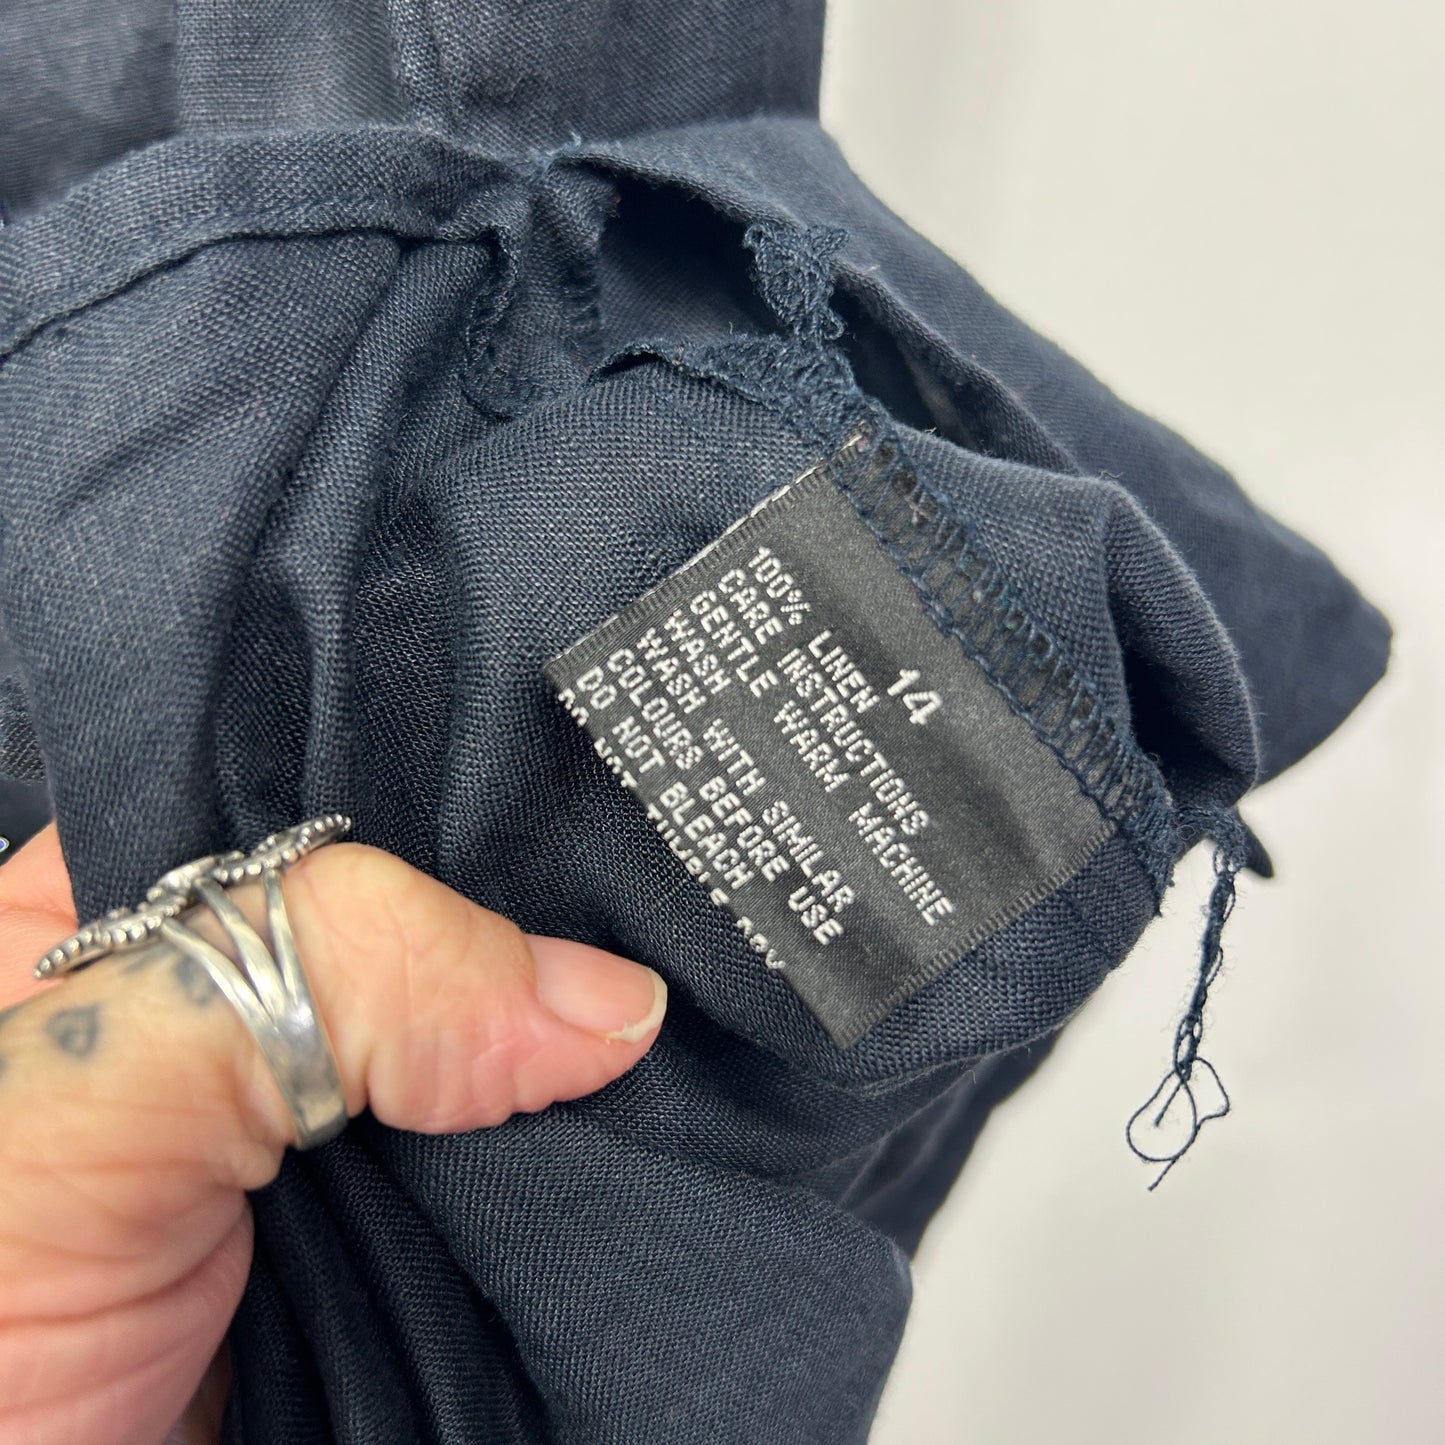 14
100% LINEN
CARE INSTRUCTIONS
GENTLE WARM MACHINE
WASH
WASH WITH SIMILAR
COLOURS BEFORE USE
DO NOT BLEACH